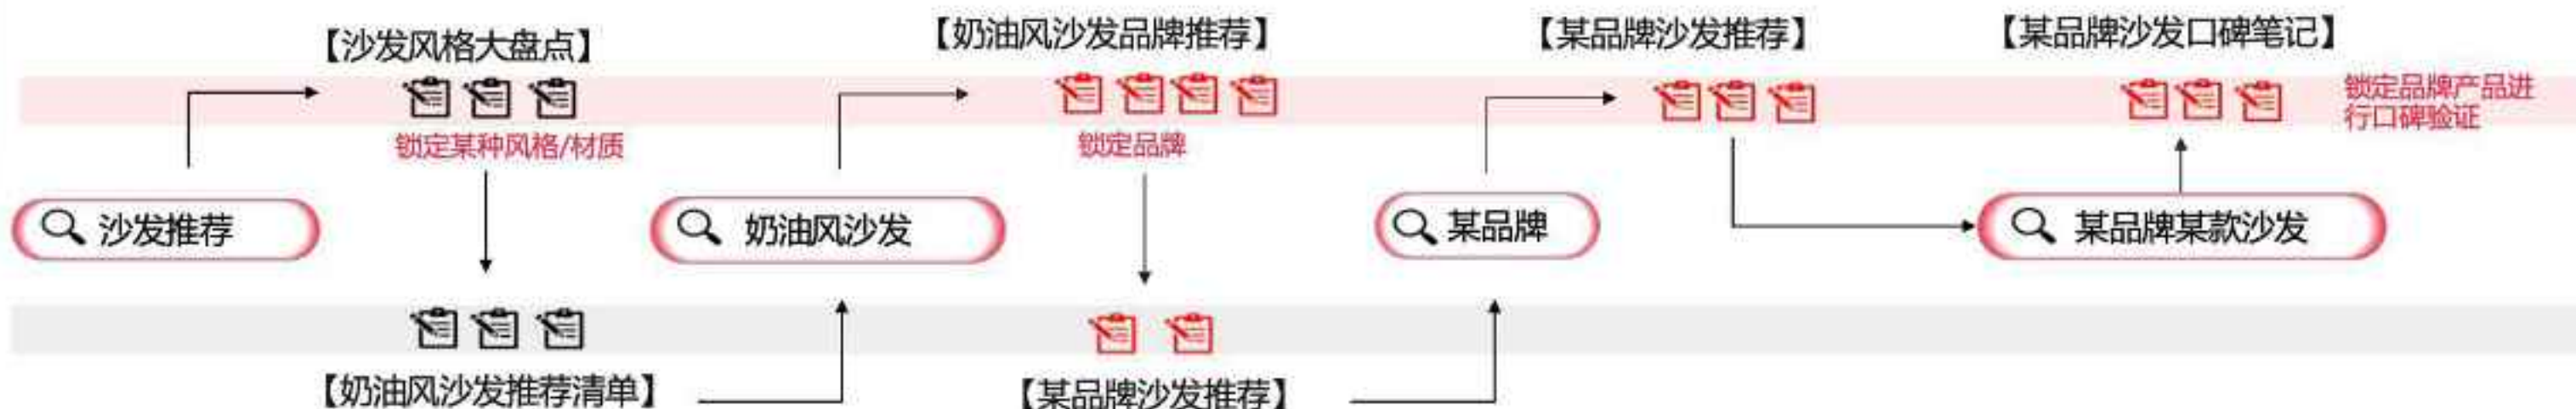 【沙发风格大盘点】
【奶油风沙发品牌推荐】
【某品牌沙发推荐】
【某品牌沙发口碑笔记】
锁定品牌产品进
行口碑验证
锁定某种风格/材质
锁定品牌
沙发推荐
奶油风沙发
某品牌
某品牌某款沙发
【奶油风沙发推荐清单】
【某品牌沙发推荐】